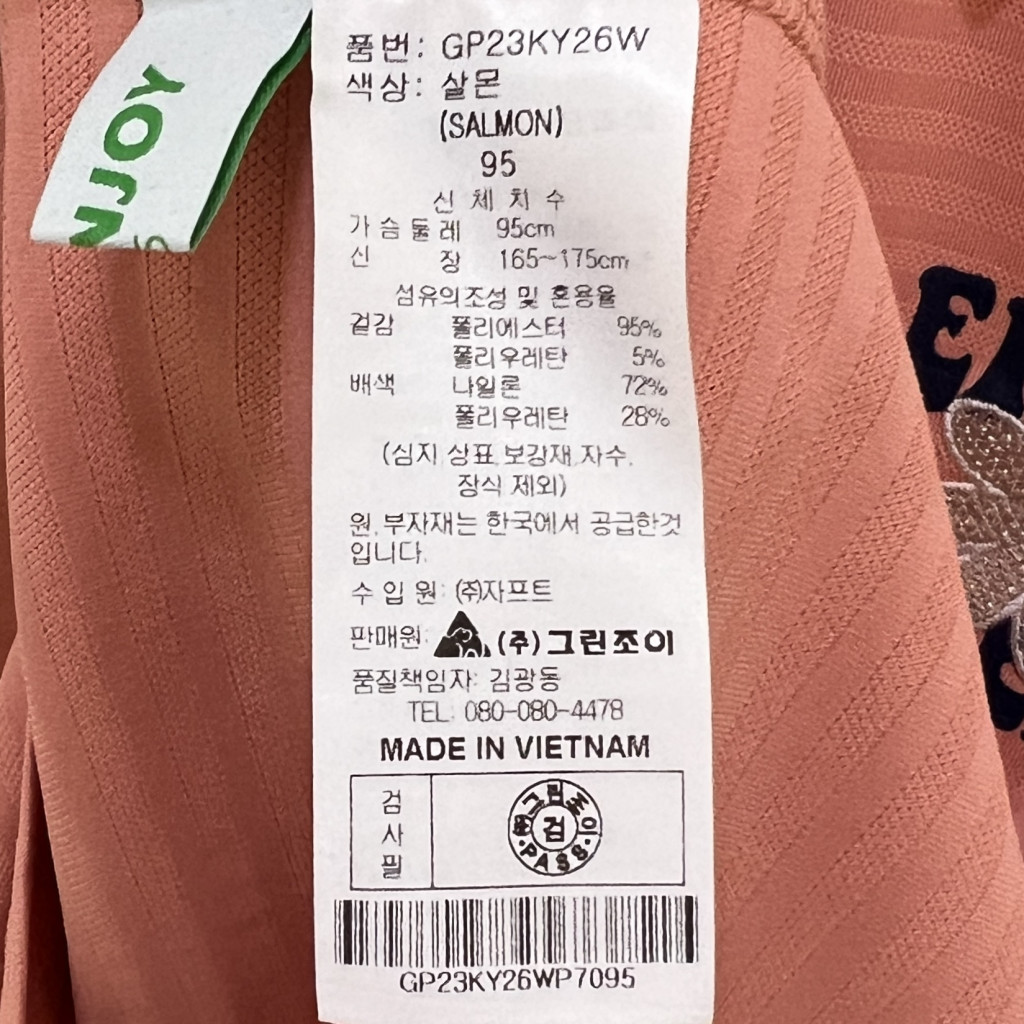 NJOY
품번: GP23KY26W
색상: 살몬
(SALMON)
95
신 체 치 수
가슴둘레 95cm
신 장 165~175cm
섬유의조성 및 혼용율
겉감 폴리에스터 95%
폴리우레탄 5%
배색 나일론 72%
폴리우레탄 28%
(심지 상표 보강재 자수.
장식 제외)
원.부자재는 한국에서 공급한것
입니다.
수 입 원: (주)자프트
판매원: (주)그린조이
품질책임자: 김광동
TEL: 080-080-4478
MADE IN VIETNAM
검사필
그린조이 검 PASS
GP23KY26WP7095